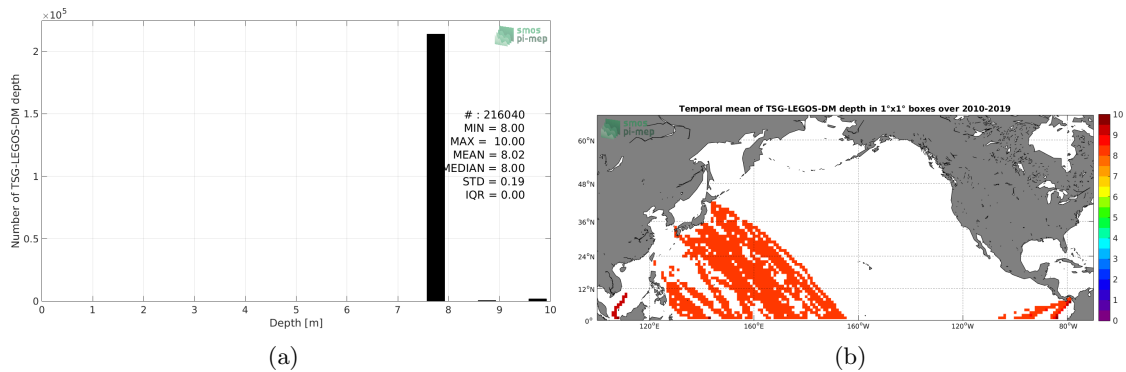 ×10⁵
2
1.5
1
0.5
0
Number of TSG-LEGOS-DM depth
smos
pi-mep
# : 216040
MIN = 8.00
MAX = 10.00
MEAN = 8.02
MEDIAN = 8.00
STD = 0.19
IQR = 0.00
0 1 2 3 4 5 6 7 8 9 10
Depth [m]
(a)
Temporal mean of TSG-LEGOS-DM depth in 1°x1° boxes over 2010-2019
smos
pi-mep
60°N
48°N
36°N
24°N
12°N
0°
120°E 160°E 160°W 120°W 80°W
10
9
8
7
6
5
4
3
2
1
0
(b)